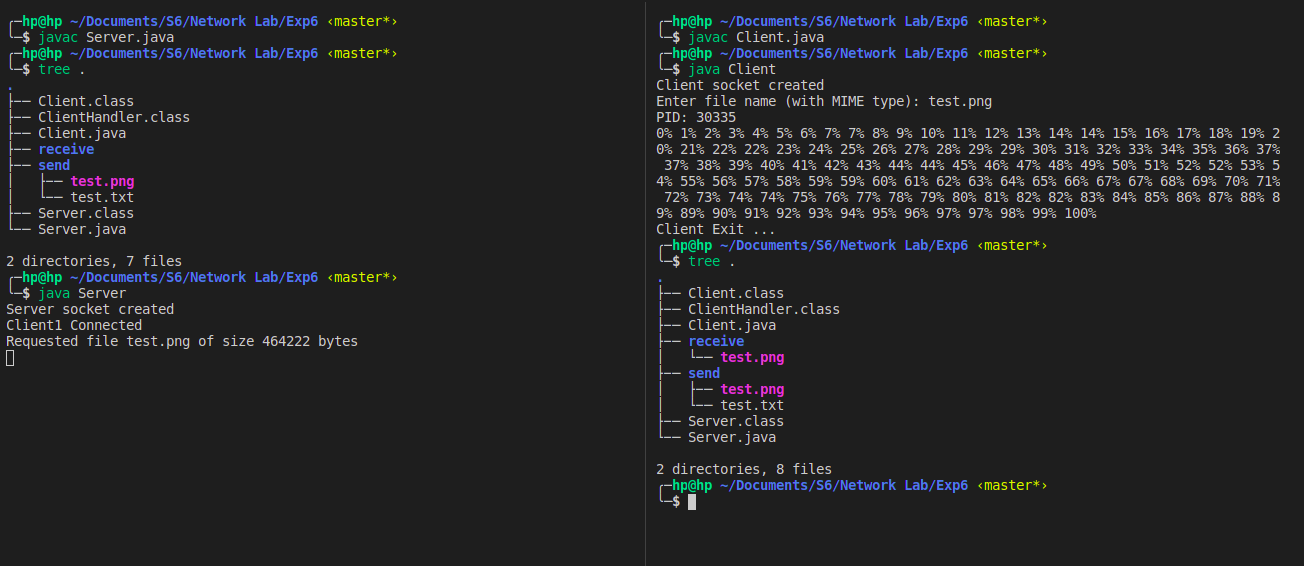 ╭─hp@hp ~/Documents/S6/Network Lab/Exp6 ‹master*›
╰─$ javac Server.java
╭─hp@hp ~/Documents/S6/Network Lab/Exp6 ‹master*›
╰─$ tree .
.
├── Client.class
├── ClientHandler.class
├── Client.java
├── receive
├── send
│   ├── test.png
│   └── test.txt
├── Server.class
└── Server.java
2 directories, 7 files
╭─hp@hp ~/Documents/S6/Network Lab/Exp6 ‹master*›
╰─$ java Server
Server socket created
Client1 Connected
Requested file test.png of size 464222 bytes
╭─hp@hp ~/Documents/S6/Network Lab/Exp6 ‹master*›
╰─$ javac Client.java
╭─hp@hp ~/Documents/S6/Network Lab/Exp6 ‹master*›
╰─$ java Client
Client socket created
Enter file name (with MIME type): test.png
PID: 30335
0% 1% 2% 3% 4% 5% 6% 7% 7% 8% 9% 10% 11% 12% 13% 14% 14% 15% 16% 17% 18% 19% 2
0% 21% 22% 22% 23% 24% 25% 26% 27% 28% 29% 29% 30% 31% 32% 33% 34% 35% 36% 37%
 37% 38% 39% 40% 41% 42% 43% 44% 44% 45% 46% 47% 48% 49% 50% 51% 52% 52% 53% 5
4% 55% 56% 57% 58% 59% 59% 60% 61% 62% 63% 64% 65% 66% 67% 67% 68% 69% 70% 71%
 72% 73% 74% 74% 75% 76% 77% 78% 79% 80% 81% 82% 82% 83% 84% 85% 86% 87% 88% 8
9% 89% 90% 91% 92% 93% 94% 95% 96% 97% 97% 98% 99% 100%
Client Exit ...
╭─hp@hp ~/Documents/S6/Network Lab/Exp6 ‹master*›
╰─$ tree .
.
├── Client.class
├── ClientHandler.class
├── Client.java
├── receive
│   └── test.png
├── send
│   ├── test.png
│   └── test.txt
├── Server.class
└── Server.java
2 directories, 8 files
╭─hp@hp ~/Documents/S6/Network Lab/Exp6 ‹master*›
╰─$